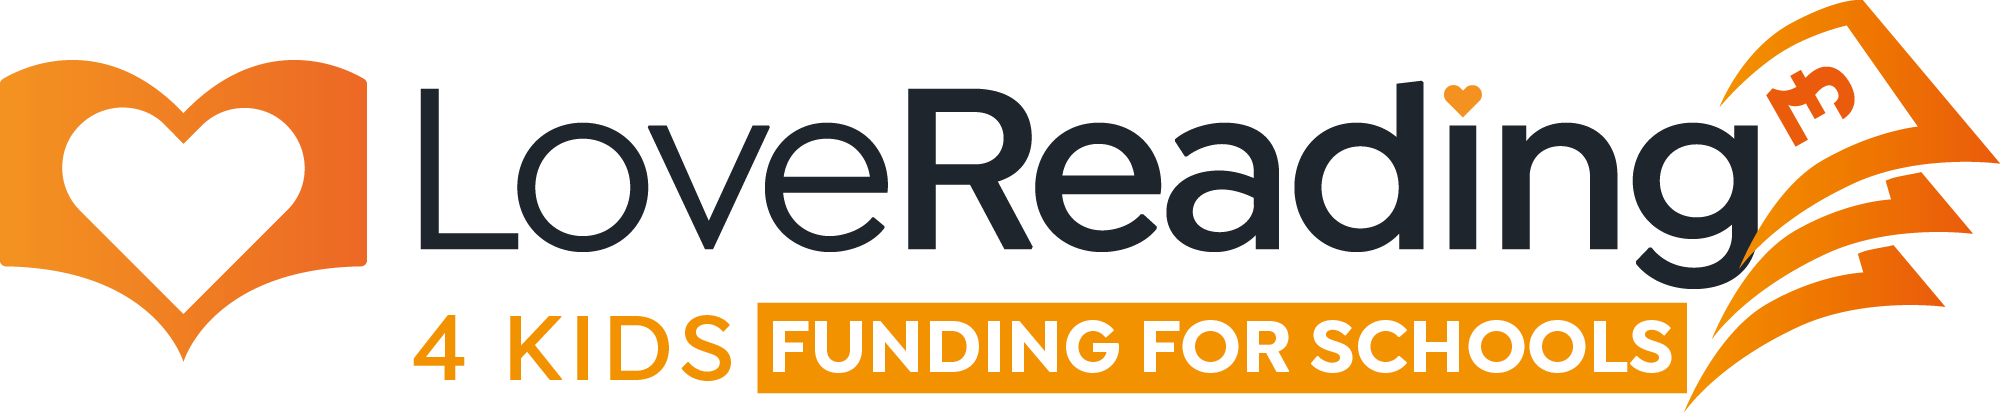 LoveReading £
4 KIDS FUNDING FOR SCHOOLS